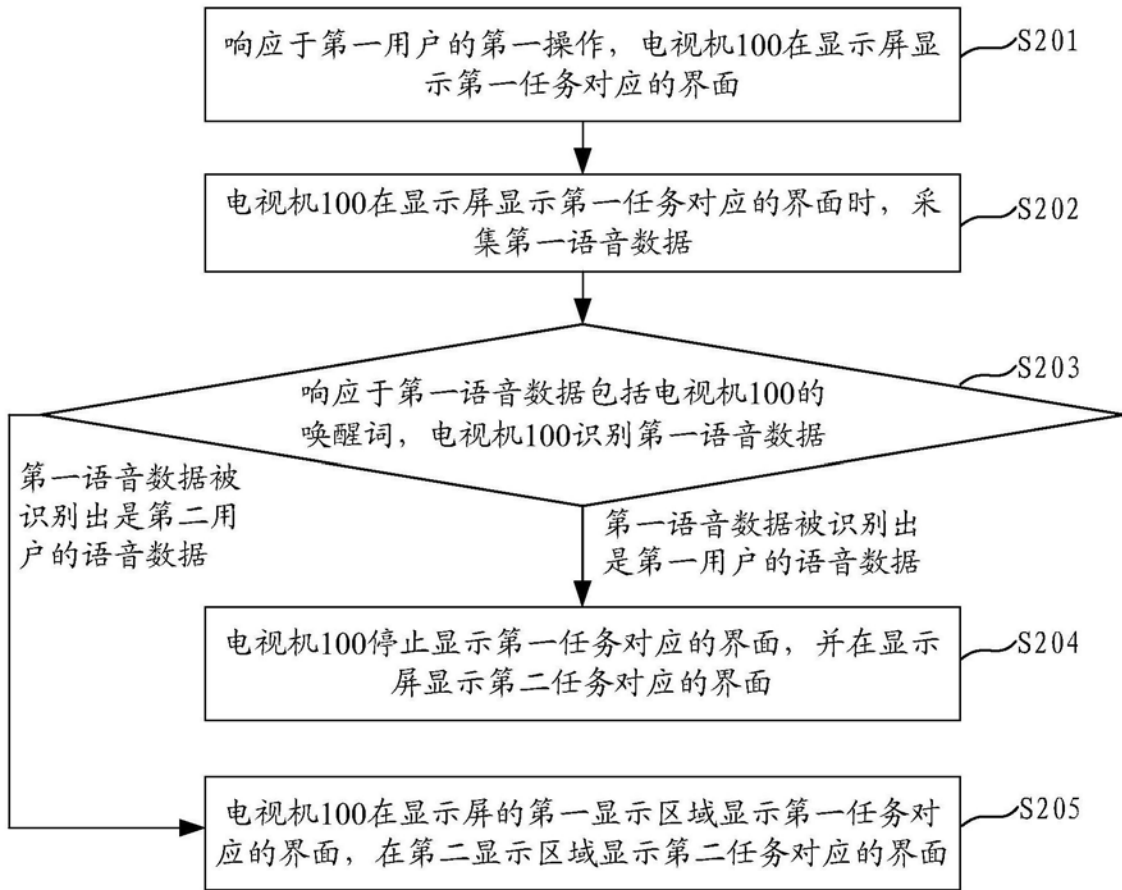 响应于第一用户的第一操作，电视机100在显示屏显
示第一任务对应的界面
S201
电视机100在显示屏显示第一任务对应的界面时，采
集第一语音数据
S202
响应于第一语音数据包括电视机100的
唤醒词，电视机100识别第一语音数据
S203
第一语音数据被
识别出是第二用
户的语音数据
第一语音数据被识别出
是第一用户的语音数据
电视机100停止显示第一任务对应的界面，并在显示
屏显示第二任务对应的界面
S204
电视机100在显示屏的第一显示区域显示第一任务对
应的界面，在第二显示区域显示第二任务对应的界面
S205